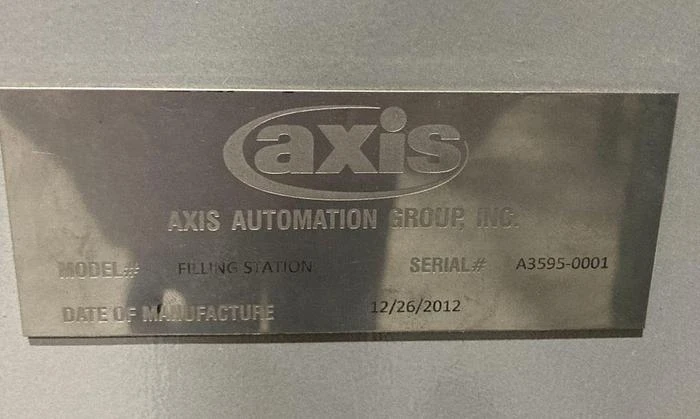 axis
AXIS AUTOMATION GROUP, INC.
MODEL# FILLING STATION SERIAL# A3595-0001
DATE OF MANUFACTURE 12/26/2012